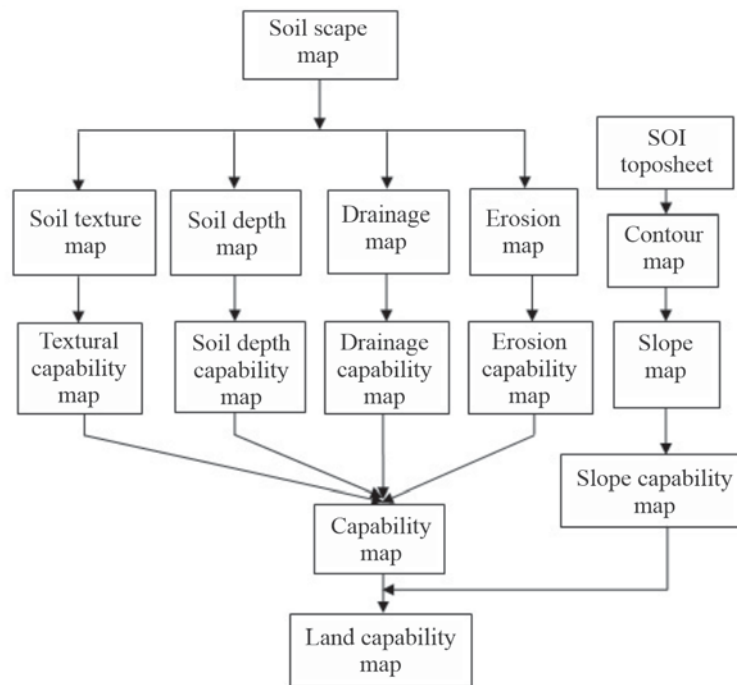 Soil scape
map
SOI
toposheet
Soil texture
map
Soil depth
map
Drainage
map
Erosion
map
Contour
map
Textural
capability
map
Soil depth
capability
map
Drainage
capability
map
Erosion
capability
map
Slope
map
Slope capability
map
Capability
map
Land capability
map